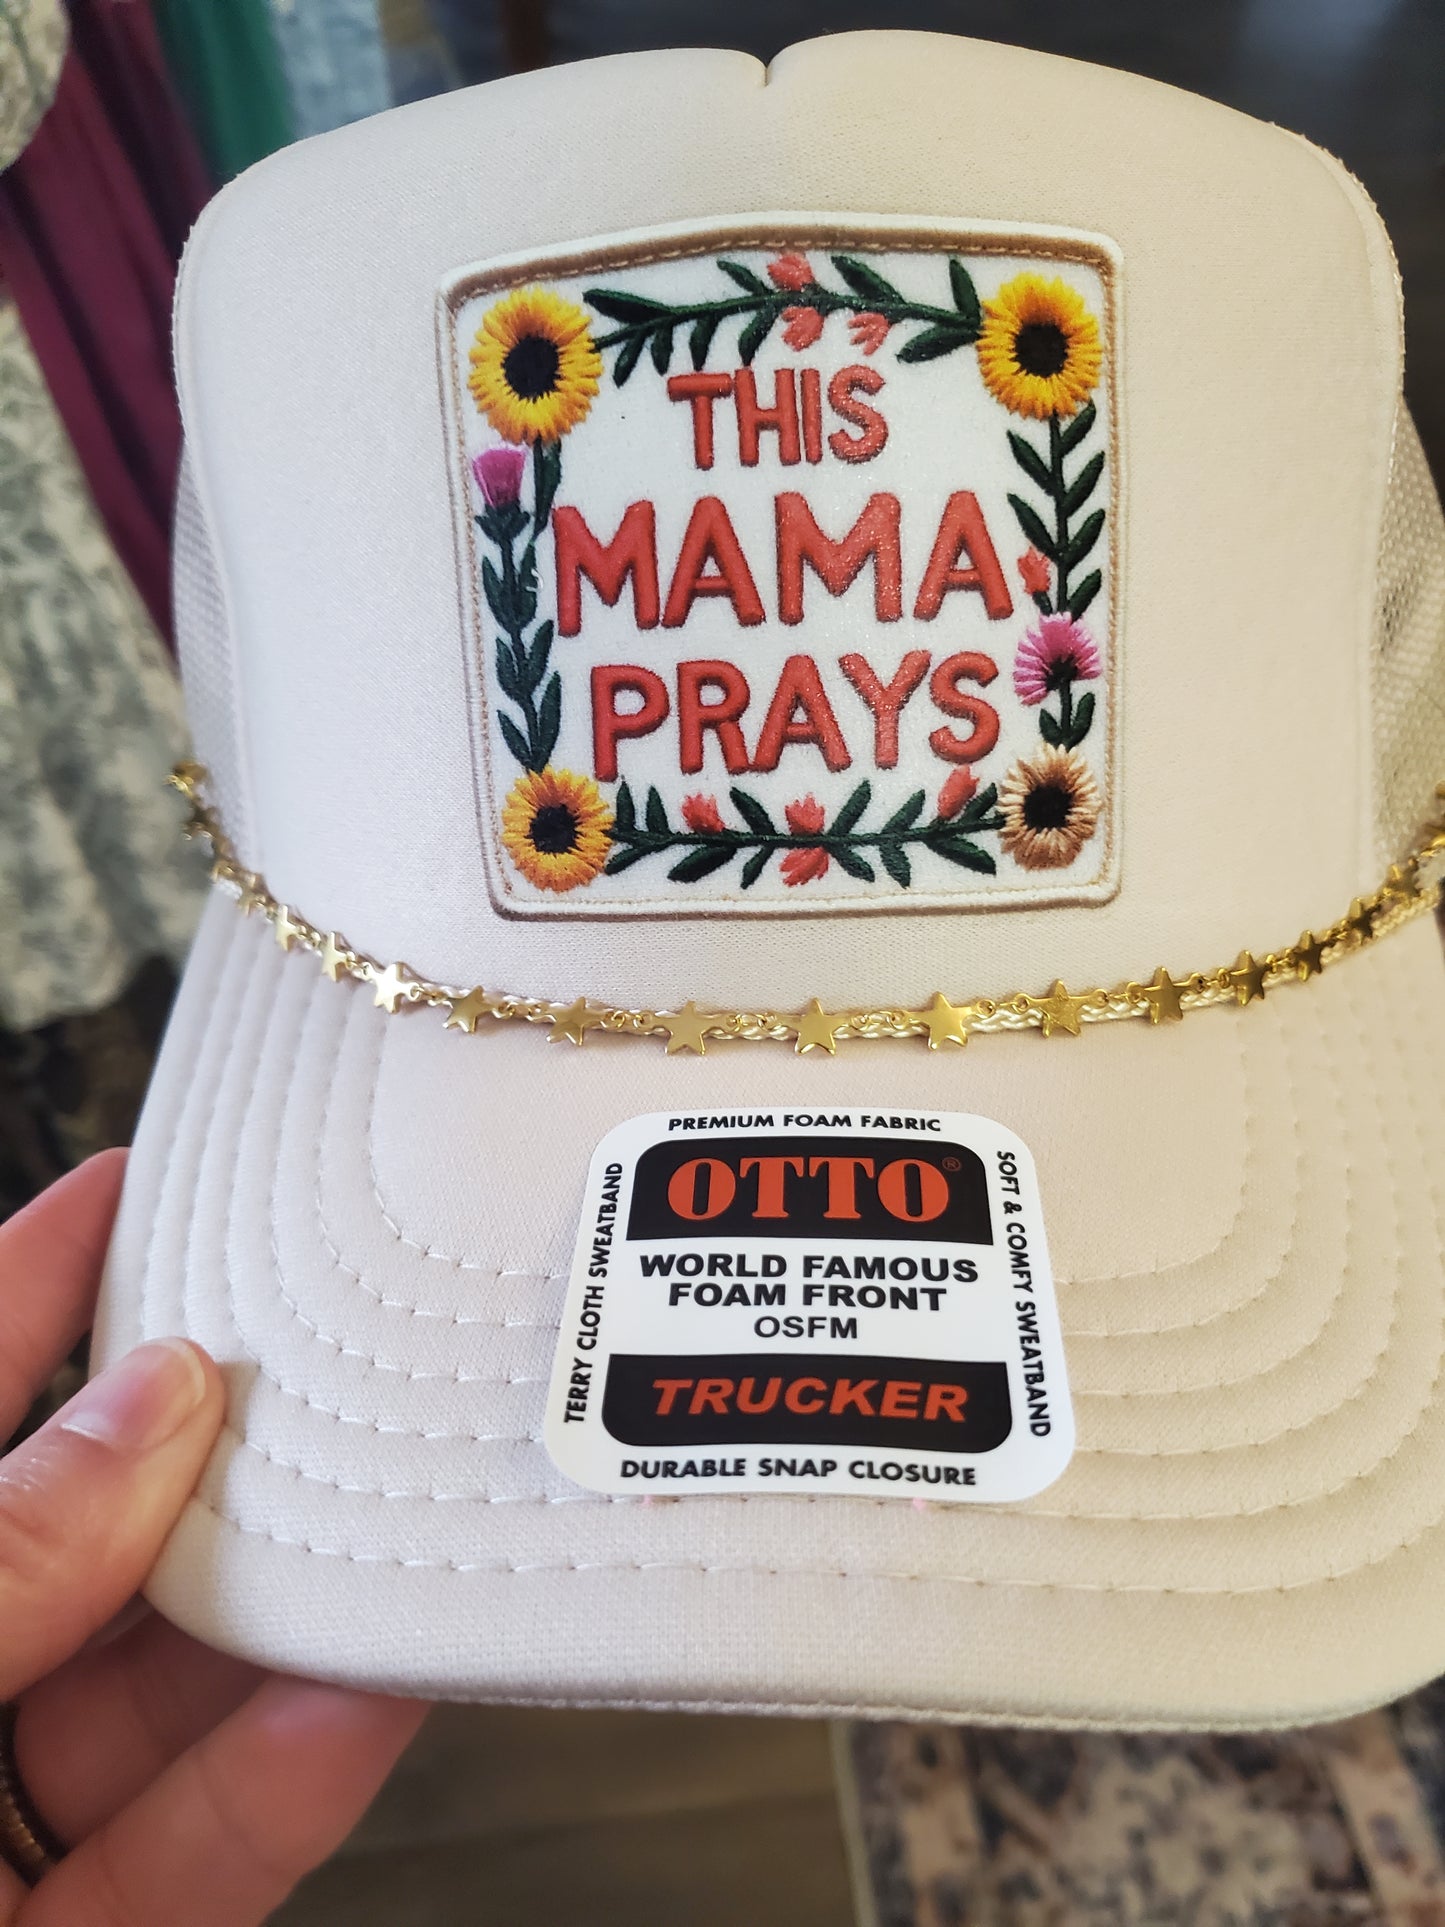 THIS
MAMA
PRAYS
PREMIUM FOAM FABRIC
OTTO®
TERRY CLOTH SWEATBAND
SOFT & COMFY SWEATBAND
WORLD FAMOUS
FOAM FRONT
OSFM
TRUCKER
DURABLE SNAP CLOSURE